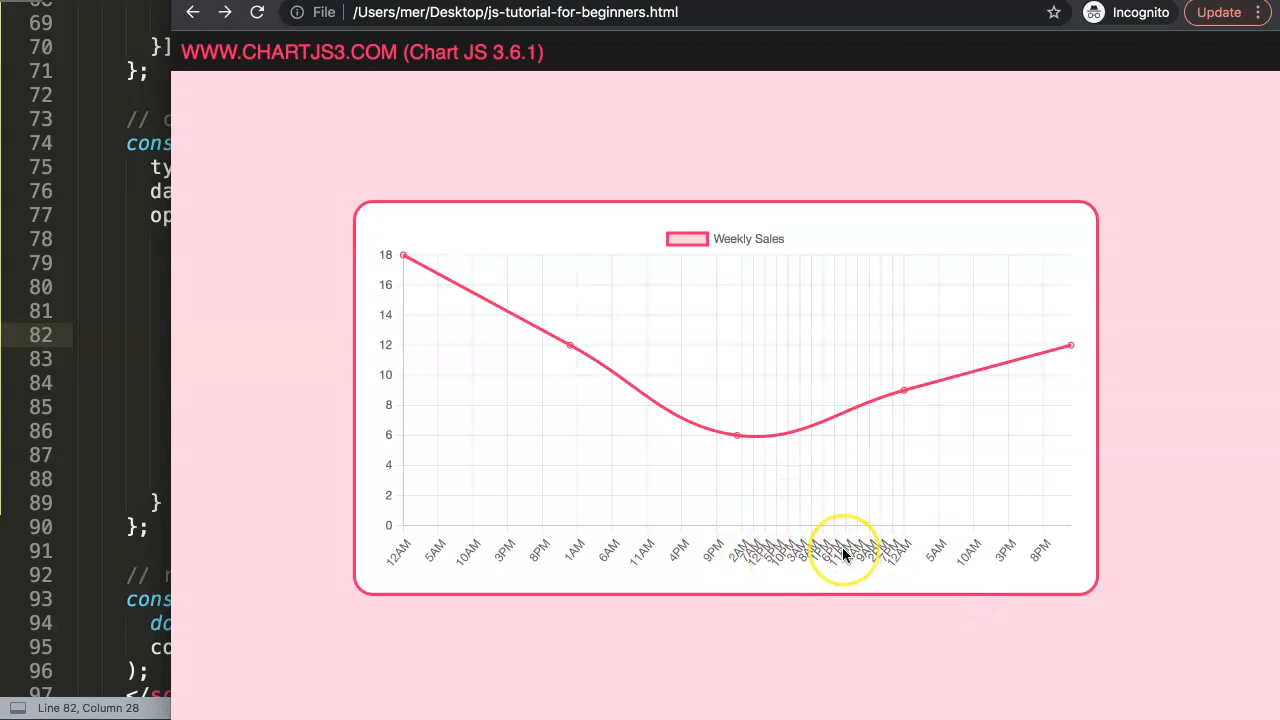 File /Users/mer/Desktop/js-tutorial-for-beginners.html Incognito Update
WWW.CHARTJS3.COM (Chart JS 3.6.1)
69
70 }]
71 };
72
73 // c
74 cons
75 ty
76 da
77 op
78
79
80
81
82
83
84
85
86
87
88
89 }
90 };
91
92 // r
93 cons
94 do
95 co
96 );
97 </sc
Line 82, Column 28
Weekly Sales
18
16
14
12
10
8
6
4
2
0
12AM 5AM 10AM 3PM 8PM 1AM 6AM 11AM 4PM 9PM 2AM 12AM 5AM 10AM 3PM 8PM